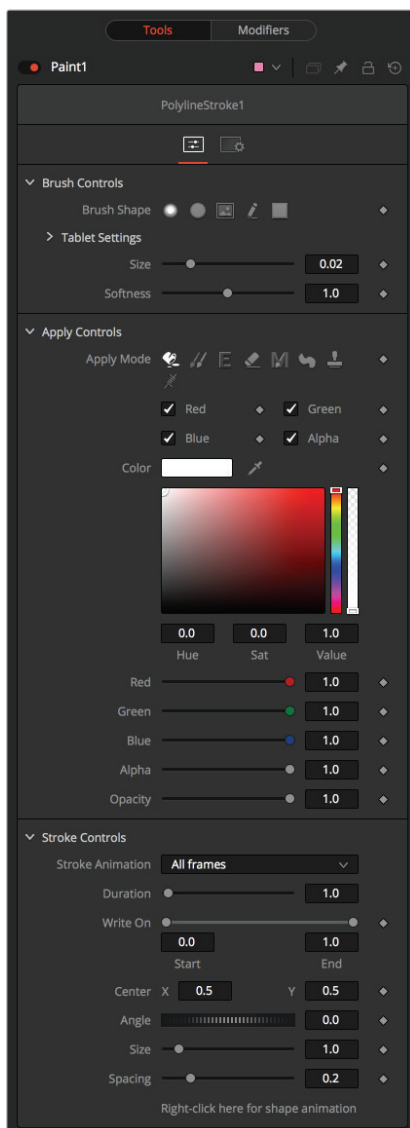 Tools Modifiers
Paint1
PolylineStroke1
Brush Controls
Brush Shape
Tablet Settings
Size 0.02
Softness 1.0
Apply Controls
Apply Mode
Red Green
Blue Alpha
Color
0.0 0.0 1.0
Hue Sat Value
Red 1.0
Green 1.0
Blue 1.0
Alpha 1.0
Opacity 1.0
Stroke Controls
Stroke Animation All frames
Duration 1.0
Write On
0.0 1.0
Start End
Center X 0.5 Y 0.5
Angle 0.0
Size 1.0
Spacing 0.2
Right-click here for shape animation